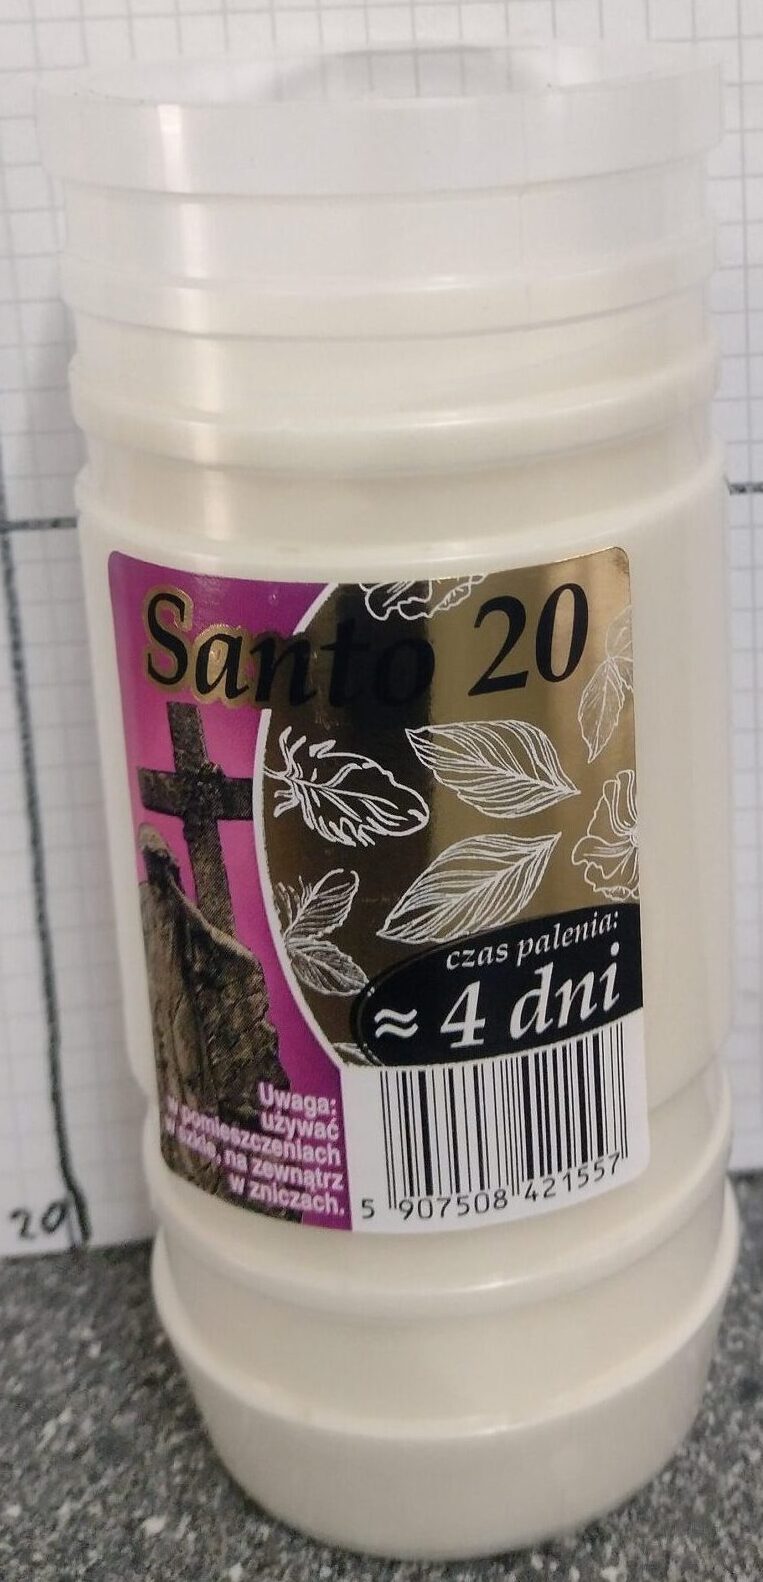 Santo 20
czas palenia:
≈ 4 dni
Uwaga:
używać
w pomieszczeniach
w szkle, na zewnątrz
w zniczach.
5 907508 421557
20